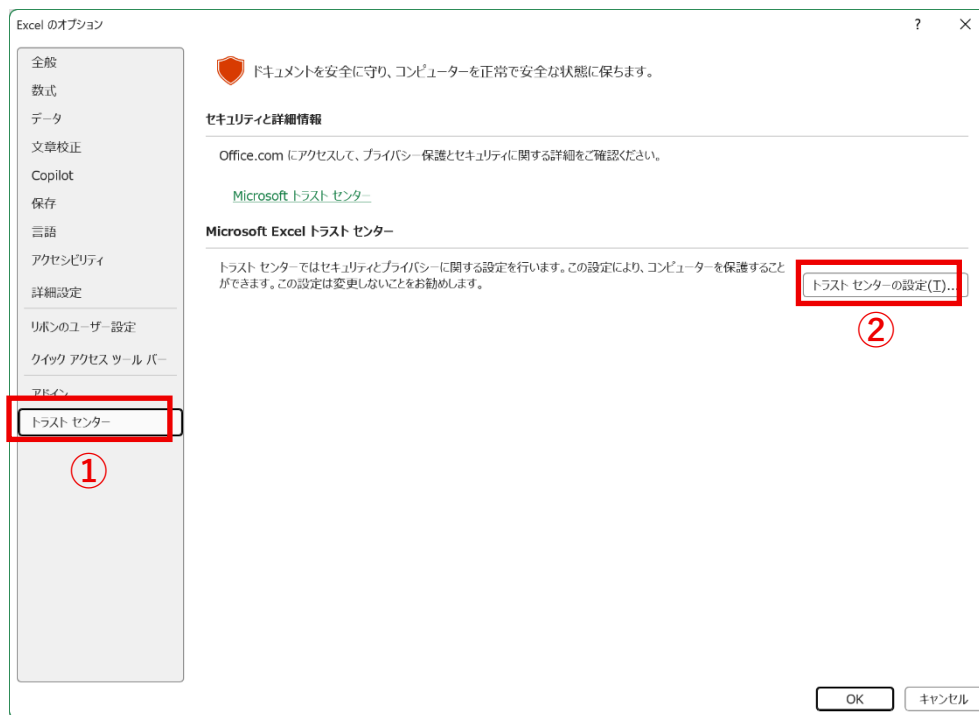 Excel のオプション
? ×
全般
数式
データ
文章校正
Copilot
保存
言語
アクセシビリティ
詳細設定
リボンのユーザー設定
クイック アクセス ツール バー
アドイン
トラスト センター
①
ドキュメントを安全に守り、コンピューターを正常で安全な状態に保ちます。
セキュリティと詳細情報
Office.com にアクセスして、プライバシー保護とセキュリティに関する詳細をご確認ください。
Microsoft トラスト センター
Microsoft Excel トラスト センター
トラスト センターではセキュリティとプライバシーに関する設定を行います。この設定により、コンピューターを保護すること
ができます。この設定は変更しないことをお勧めします。
トラスト センターの設定(T)...
②
OK
キャンセル